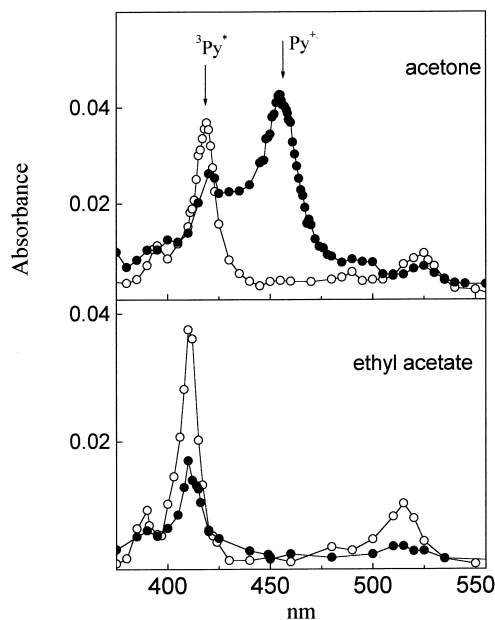 ³Py* Py⁺·
acetone
0.04
0.02
Absorbance
0.04
ethyl acetate
0.02
400 450 500 550
nm